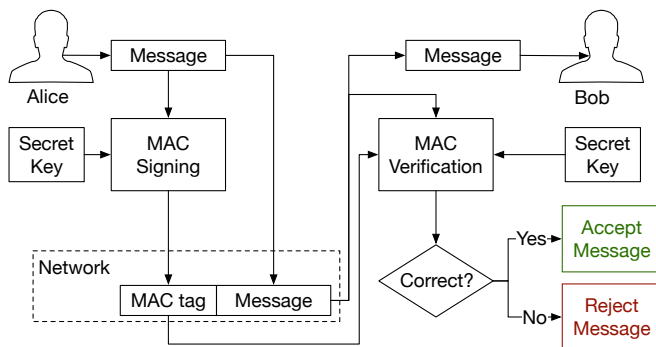 Message
Message
Alice
Bob
Secret
Key
MAC
Signing
MAC
Verification
Secret
Key
Network
MAC tag
Message
Correct?
Yes
No
Accept
Message
Reject
Message